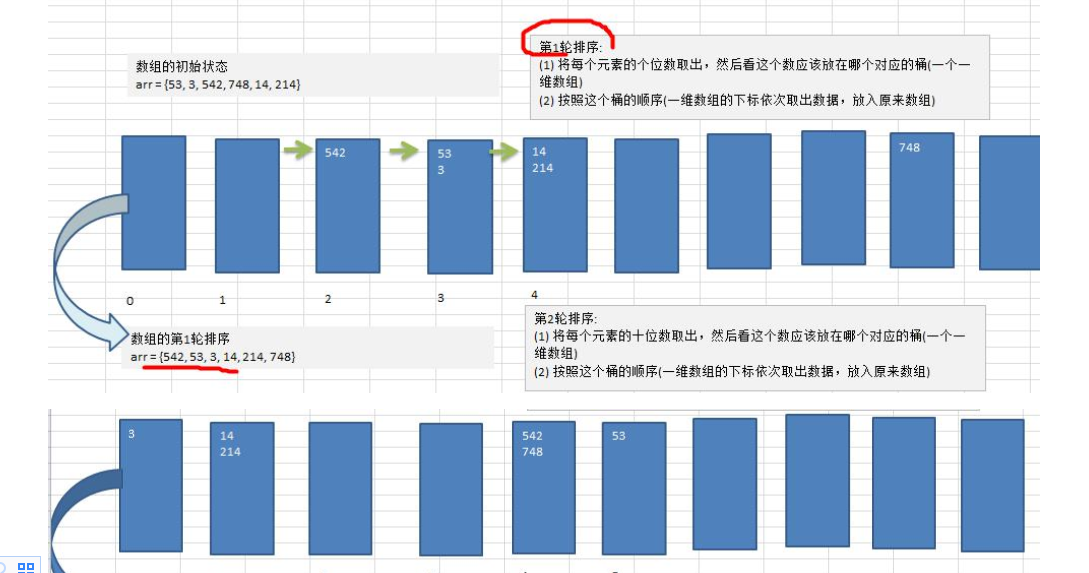 数组的初始状态
arr = {53, 3, 542, 748, 14, 214}
第1轮排序:
(1) 将每个元素的个位数取出，然后看这个数应该放在哪个对应的桶(一个一
维数组)
(2) 按照这个桶的顺序(一维数组的下标依次取出数据，放入原来数组)
542
53
3
14
214
748
0
1
2
3
4
数组的第1轮排序
arr = {542, 53, 3, 14, 214, 748}
第2轮排序:
(1) 将每个元素的十位数取出，然后看这个数应该放在哪个对应的桶(一个一
维数组)
(2) 按照这个桶的顺序(一维数组的下标依次取出数据，放入原来数组)
3
14
214
542
748
53